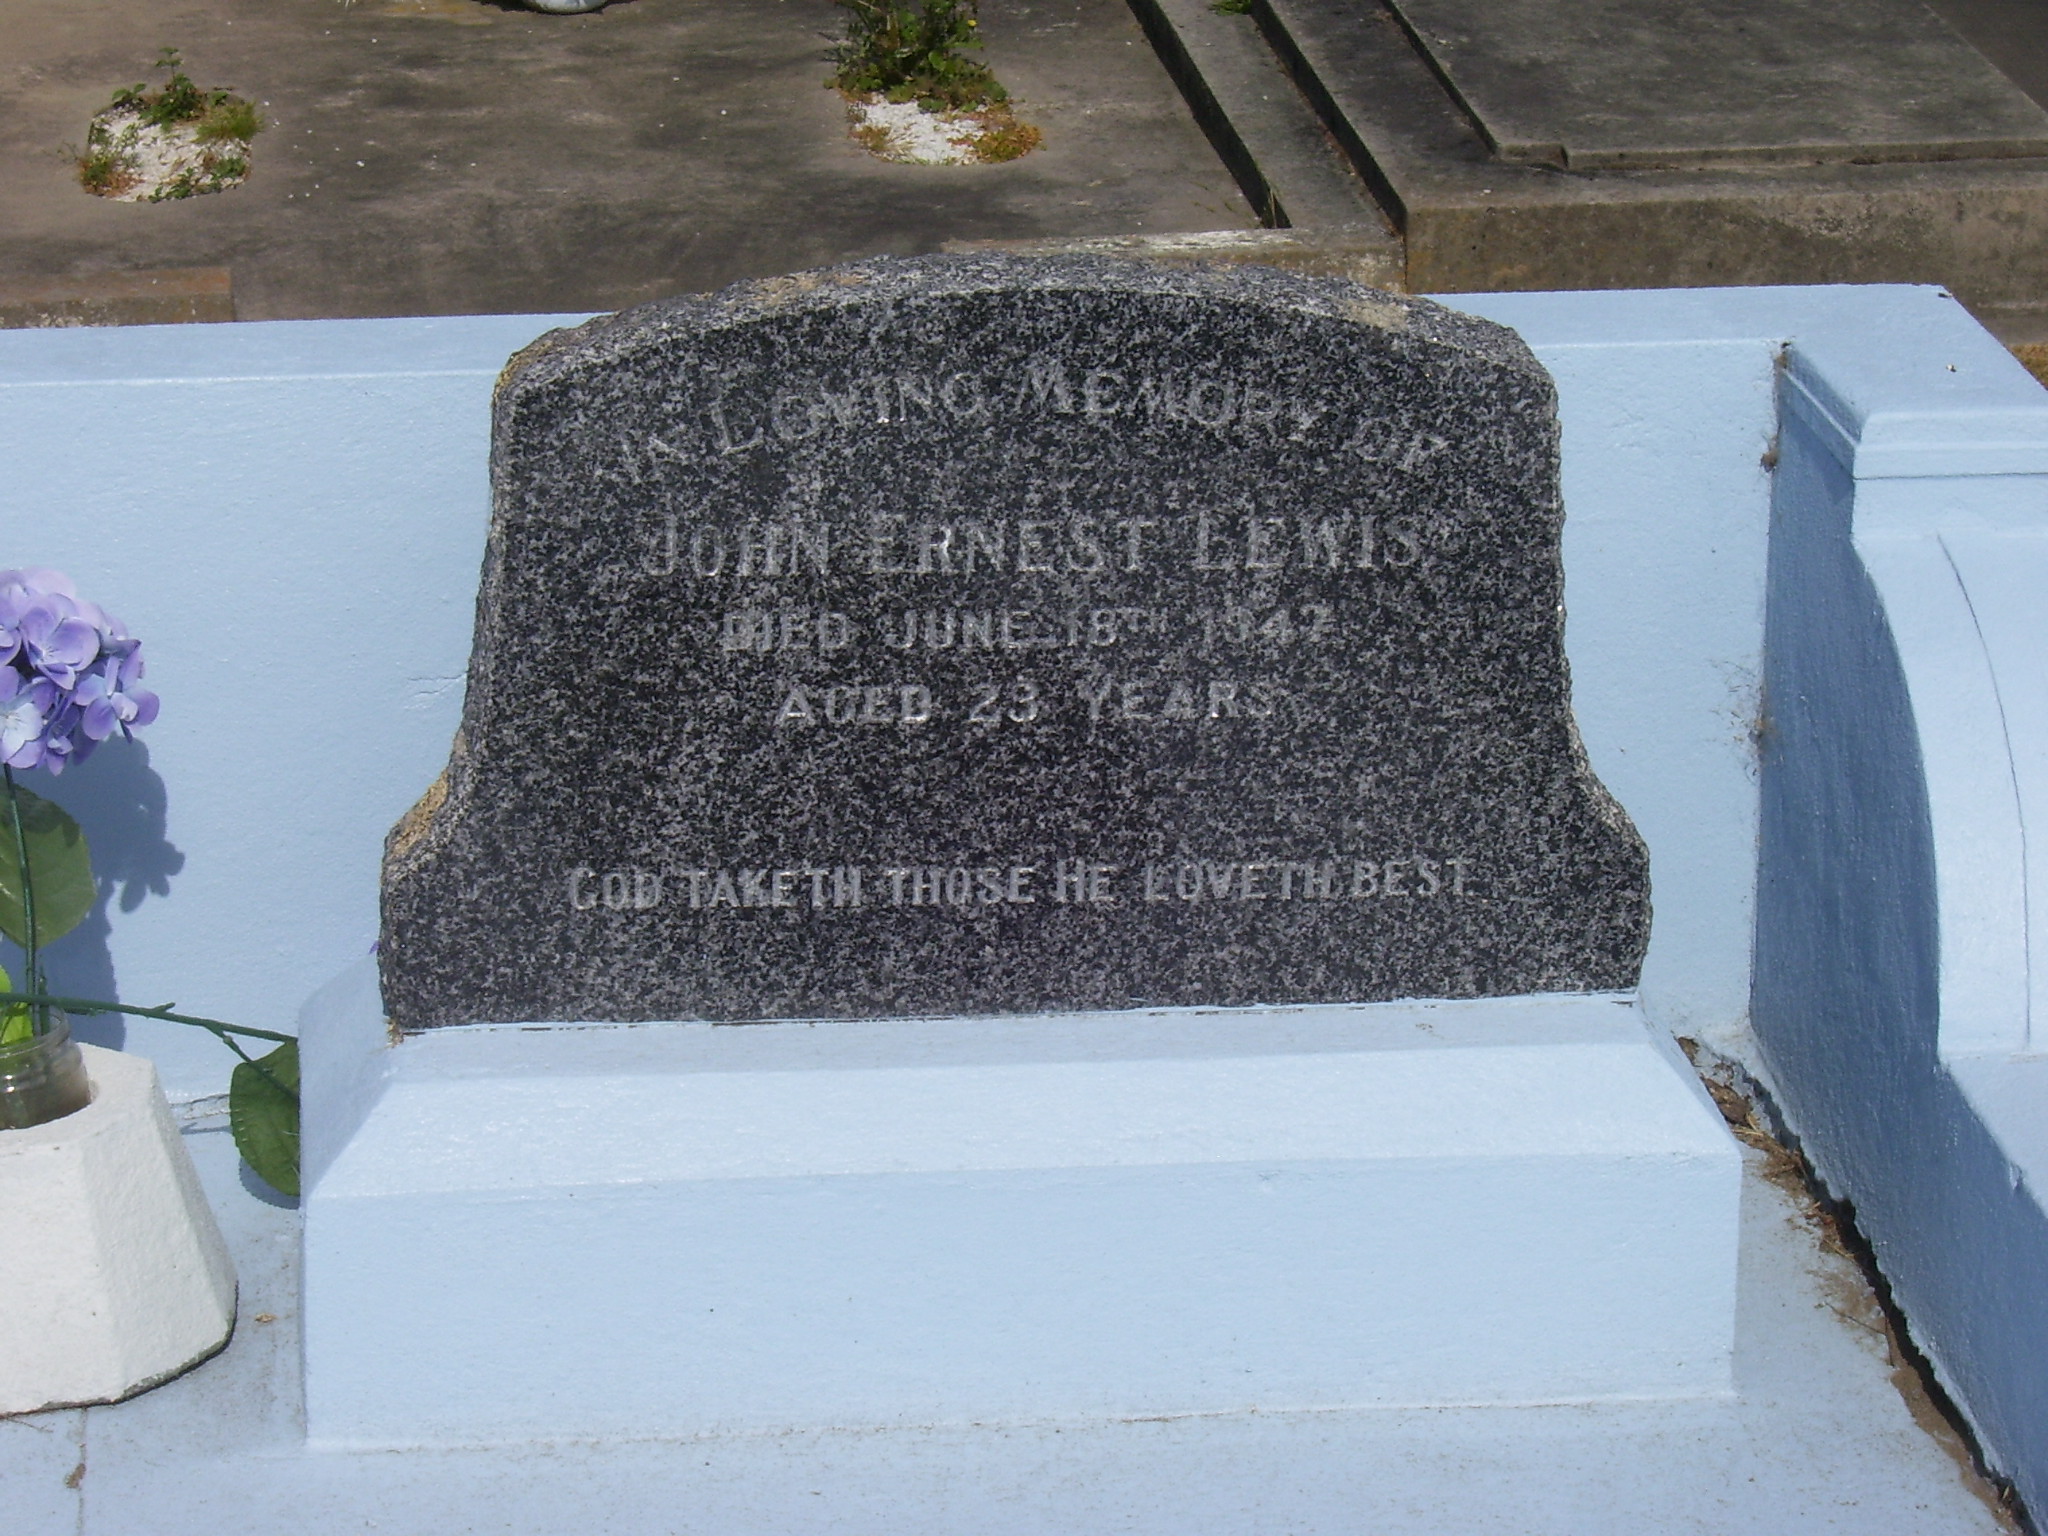 In Loving Memory of
John Ernest Lewis
Died June 18th 1942
Aged 23 Years
God taketh those He loveth best